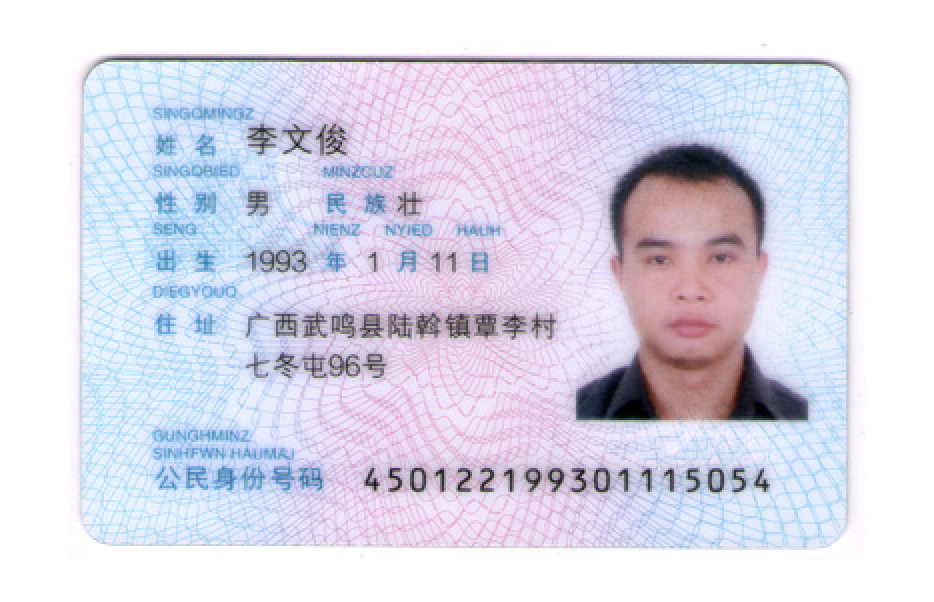 SINGQMINGZ
姓名 李文俊
SINGQBIED MINZCUZ
性别 男 民族 壮
SENG NIENZ NYIED HAUH
出生 1993 年 1 月 11 日
DIEGYOUQ
住址 广西武鸣县陆斡镇覃李村
七冬屯96号
GUNGHMINZ
SINHFWN HAUMAJ
公民身份号码 450122199301115054